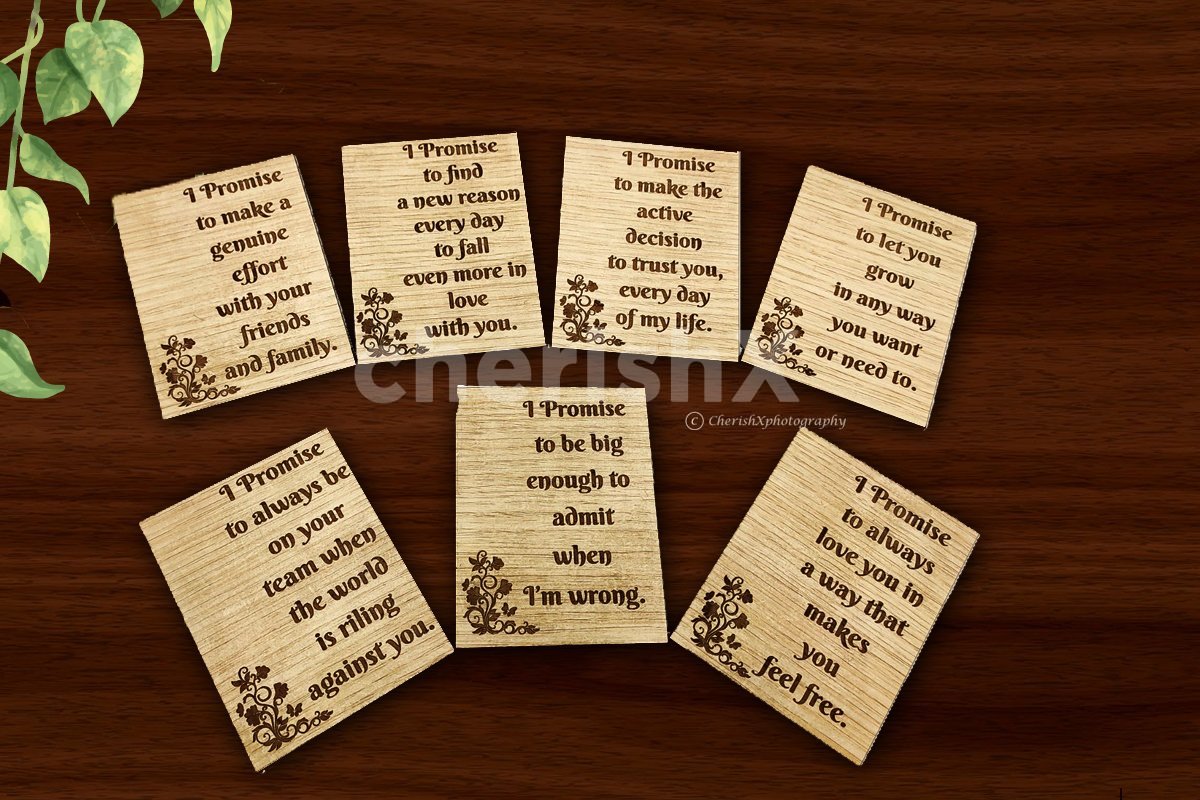 I Promise
to make a
genuine
effort
with your
friends
and family.
I Promise
to find
a new reason
every day
to fall
even more in
love
with you.
I Promise
to make the
active
decision
to trust you,
every day
of my life.
I Promise
to let you
grow
in any way
you want
or need to.
cherishX
© CherishXphotography
I Promise
to always be
on your
team when
the world
is riling
against you.
I Promise
to be big
enough to
admit
when
I'm wrong.
I Promise
to always
love you in
a way that
makes
you
feel free.